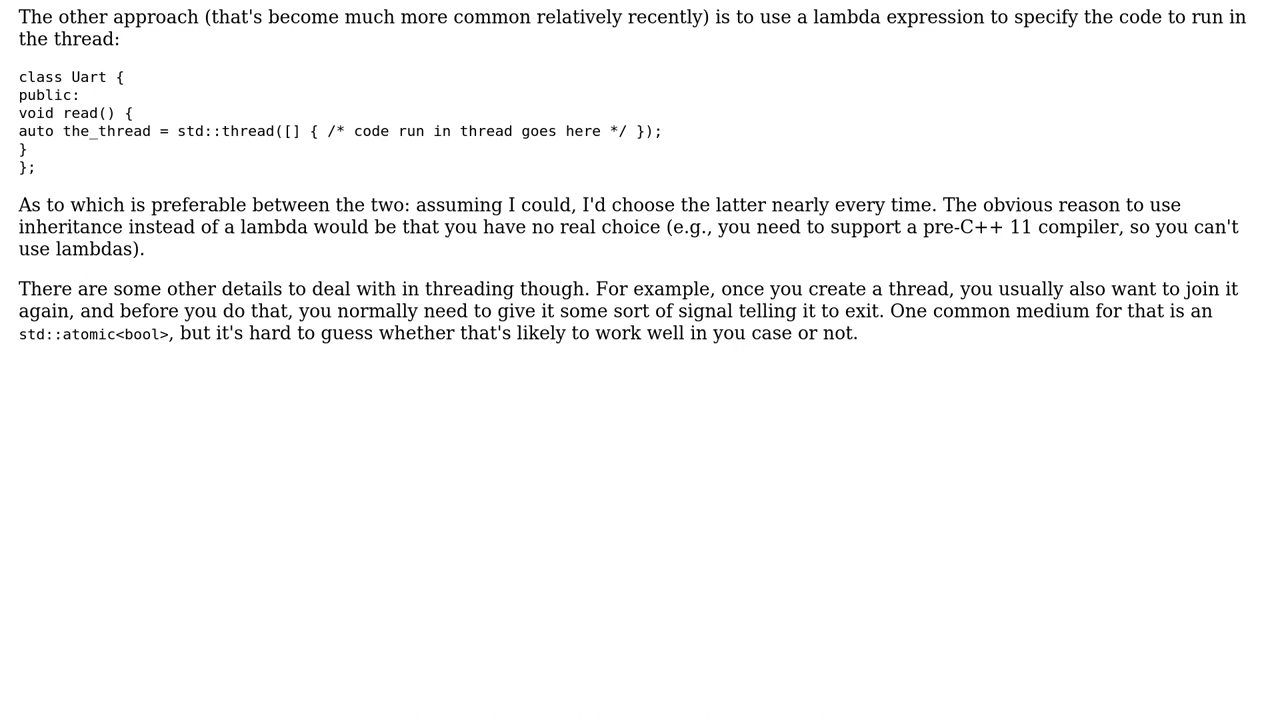 The other approach (that's become much more common relatively recently) is to use a lambda expression to specify the code to run in
the thread:
class Uart {
public:
void read() {
auto the_thread = std::thread([] { /* code run in thread goes here */ });
}
};
As to which is preferable between the two: assuming I could, I'd choose the latter nearly every time. The obvious reason to use
inheritance instead of a lambda would be that you have no real choice (e.g., you need to support a pre-C++ 11 compiler, so you can't
use lambdas).
There are some other details to deal with in threading though. For example, once you create a thread, you usually also want to join it
again, and before you do that, you normally need to give it some sort of signal telling it to exit. One common medium for that is an
std::atomic<bool>, but it's hard to guess whether that's likely to work well in you case or not.